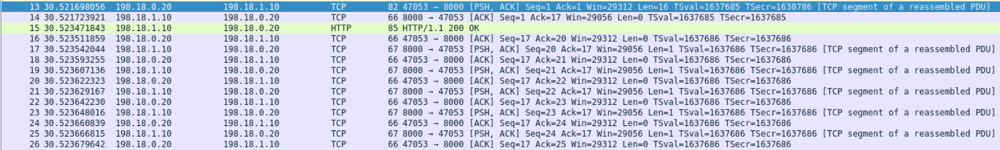 13 30.521698056 198.18.0.20 198.18.1.10 TCP 82 47053 → 8000 [PSH, ACK] Seq=1 Ack=1 Win=29312 Len=16 TSval=1637685 TSecr=1630786 [TCP segment of a reassembled PDU]
14 30.521723921 198.18.1.10 198.18.0.20 TCP 66 8000 → 47053 [ACK] Seq=1 Ack=17 Win=29056 Len=0 TSval=1637685 TSecr=1637685
15 30.523471843 198.18.1.10 198.18.0.20 HTTP 85 HTTP/1.1 200 OK
16 30.523511859 198.18.0.20 198.18.1.10 TCP 66 47053 → 8000 [ACK] Seq=17 Ack=20 Win=29312 Len=0 TSval=1637686 TSecr=1637686
17 30.523542044 198.18.1.10 198.18.0.20 TCP 67 8000 → 47053 [PSH, ACK] Seq=20 Ack=17 Win=29056 Len=1 TSval=1637686 TSecr=1637686 [TCP segment of a reassembled PDU]
18 30.523593255 198.18.0.20 198.18.1.10 TCP 66 47053 → 8000 [ACK] Seq=17 Ack=21 Win=29312 Len=0 TSval=1637686 TSecr=1637686
19 30.523607136 198.18.1.10 198.18.0.20 TCP 67 8000 → 47053 [PSH, ACK] Seq=21 Ack=17 Win=29056 Len=1 TSval=1637686 TSecr=1637686 [TCP segment of a reassembled PDU]
20 30.523622323 198.18.0.20 198.18.1.10 TCP 66 47053 → 8000 [ACK] Seq=17 Ack=22 Win=29312 Len=0 TSval=1637686 TSecr=1637686
21 30.523629167 198.18.1.10 198.18.0.20 TCP 67 8000 → 47053 [PSH, ACK] Seq=22 Ack=17 Win=29056 Len=1 TSval=1637686 TSecr=1637686 [TCP segment of a reassembled PDU]
22 30.523642230 198.18.0.20 198.18.1.10 TCP 66 47053 → 8000 [ACK] Seq=17 Ack=23 Win=29312 Len=0 TSval=1637686 TSecr=1637686
23 30.523648016 198.18.1.10 198.18.0.20 TCP 67 8000 → 47053 [PSH, ACK] Seq=23 Ack=17 Win=29056 Len=1 TSval=1637686 TSecr=1637686 [TCP segment of a reassembled PDU]
24 30.523660839 198.18.0.20 198.18.1.10 TCP 66 47053 → 8000 [ACK] Seq=17 Ack=24 Win=29312 Len=0 TSval=1637686 TSecr=1637686
25 30.523666815 198.18.1.10 198.18.0.20 TCP 67 8000 → 47053 [PSH, ACK] Seq=24 Ack=17 Win=29056 Len=1 TSval=1637686 TSecr=1637686 [TCP segment of a reassembled PDU]
26 30.523679642 198.18.0.20 198.18.1.10 TCP 66 47053 → 8000 [ACK] Seq=17 Ack=25 Win=29312 Len=0 TSval=1637686 TSecr=1637686